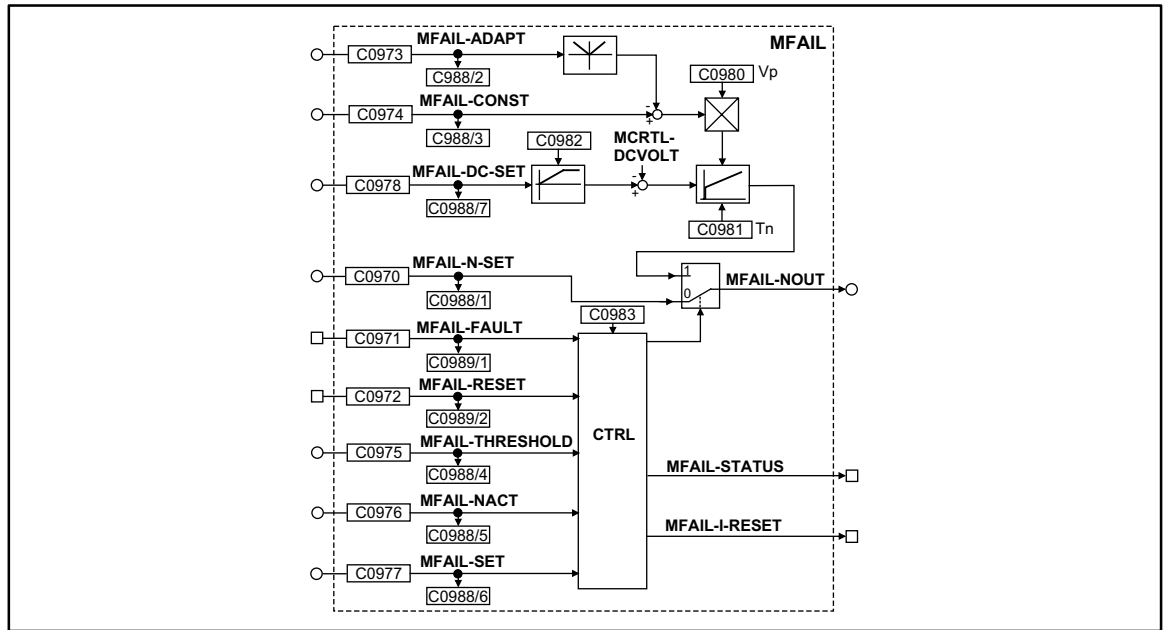 MFAIL
MFAIL-ADAPT
C0973
C988/2
C0980 Vp
MFAIL-CONST
C0974
C988/3
-
+
C0982
MCRTL-
DCVOLT
MFAIL-DC-SET
C0978
C0988/7
-
+
C0981 Tn
MFAIL-N-SET
C0970
C0988/1
1
0
MFAIL-NOUT
C0983
MFAIL-FAULT
C0971
C0989/1
MFAIL-RESET
C0972
C0989/2
CTRL
MFAIL-THRESHOLD
C0975
C0988/4
MFAIL-STATUS
MFAIL-NACT
C0976
C0988/5
MFAIL-I-RESET
MFAIL-SET
C0977
C0988/6